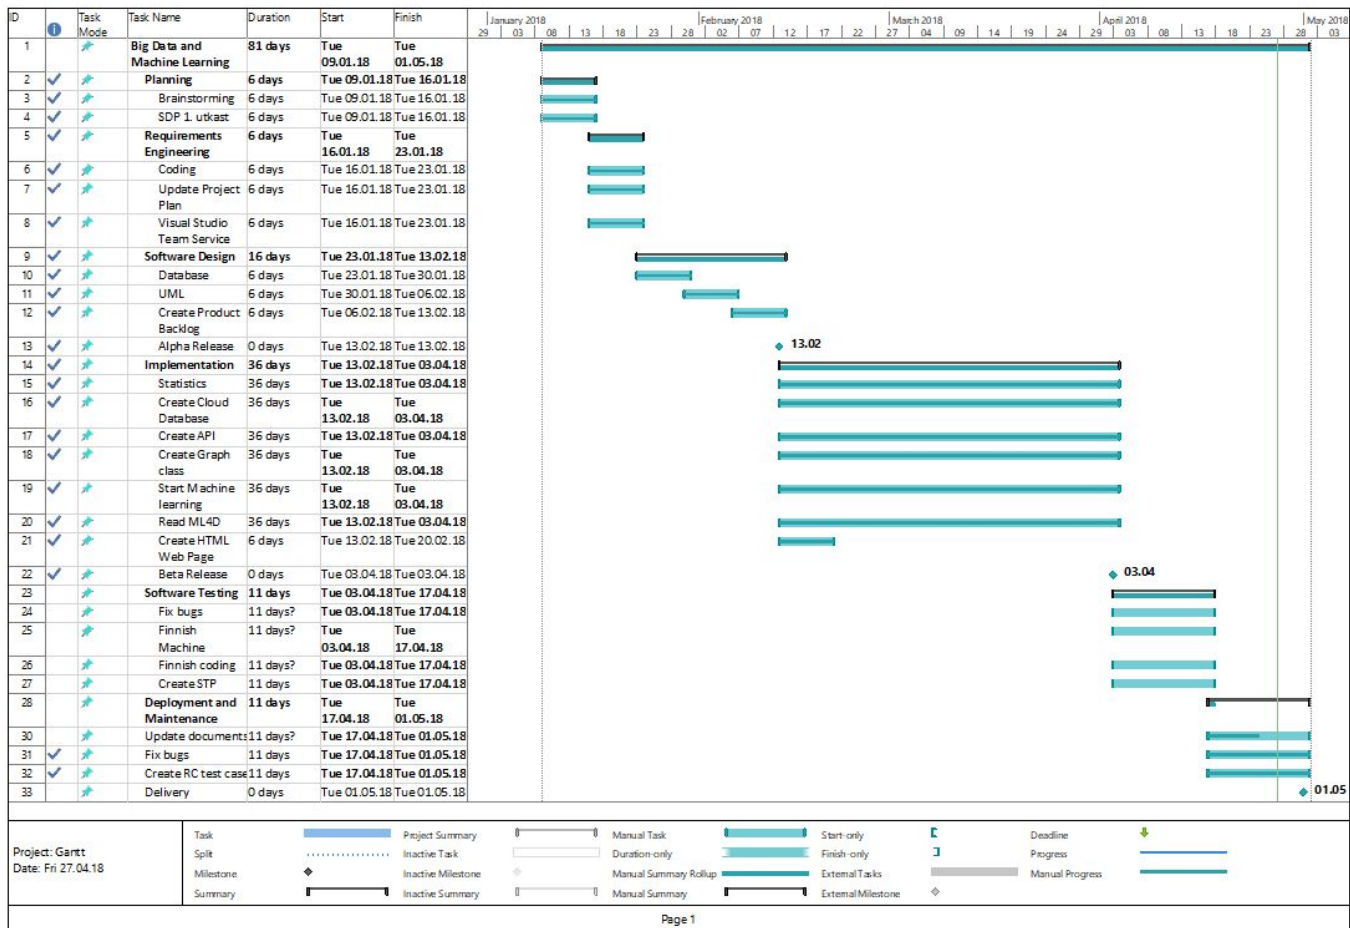 ID Task Mode Task Name Duration Start Finish
January 2018 February 2018 March 2018 April 2018 May 2018
29 03 08 13 18 23 28 02 07 12 17 22 27 04 09 14 19 24 29 03 08 13 18 23 28 03
1 Big Data and Machine Learning 81 days Tue 09.01.18 Tue 01.05.18
2 Planning 6 days Tue 09.01.18 Tue 16.01.18
3 Brainstorming 6 days Tue 09.01.18 Tue 16.01.18
4 SDP 1. utkast 6 days Tue 09.01.18 Tue 16.01.18
5 Requirements Engineering 6 days Tue 16.01.18 Tue 23.01.18
6 Coding 6 days Tue 16.01.18 Tue 23.01.18
7 Update Project Plan 6 days Tue 16.01.18 Tue 23.01.18
8 Visual Studio Team Service 6 days Tue 16.01.18 Tue 23.01.18
9 Software Design 16 days Tue 23.01.18 Tue 13.02.18
10 Database 6 days Tue 23.01.18 Tue 30.01.18
11 UML 6 days Tue 30.01.18 Tue 06.02.18
12 Create Product Backlog 6 days Tue 06.02.18 Tue 13.02.18
13 Alpha Release 0 days Tue 13.02.18 Tue 13.02.18 13.02
14 Implementation 36 days Tue 13.02.18 Tue 03.04.18
15 Statistics 36 days Tue 13.02.18 Tue 03.04.18
16 Create Cloud Database 36 days Tue 13.02.18 Tue 03.04.18
17 Create API 36 days Tue 13.02.18 Tue 03.04.18
18 Create Graph class 36 days Tue 13.02.18 Tue 03.04.18
19 Start Machine learning 36 days Tue 13.02.18 Tue 03.04.18
20 Read ML4D 36 days Tue 13.02.18 Tue 03.04.18
21 Create HTML Web Page 6 days Tue 13.02.18 Tue 20.02.18
22 Beta Release 0 days Tue 03.04.18 Tue 03.04.18 03.04
23 Software Testing 11 days Tue 03.04.18 Tue 17.04.18
24 Fix bugs 11 days? Tue 03.04.18 Tue 17.04.18
25 Finnish Machine 11 days? Tue 03.04.18 Tue 17.04.18
26 Finnish coding 11 days? Tue 03.04.18 Tue 17.04.18
27 Create STP 11 days Tue 03.04.18 Tue 17.04.18
28 Deployment and Maintenance 11 days Tue 17.04.18 Tue 01.05.18
30 Update documents 11 days? Tue 17.04.18 Tue 01.05.18
31 Fix bugs 11 days Tue 17.04.18 Tue 01.05.18
32 Create RC test case 11 days Tue 17.04.18 Tue 01.05.18
33 Delivery 0 days Tue 01.05.18 Tue 01.05.18 01.05
Project: Gantt
Date: Fri 27.04.18
Task Project Summary Manual Task Start-only Deadline
Split Inactive Task Duration-only Finish-only Progress
Milestone Inactive Milestone Manual Summary Rollup External Tasks Manual Progress
Summary Inactive Summary Manual Summary External Milestone
Page 1